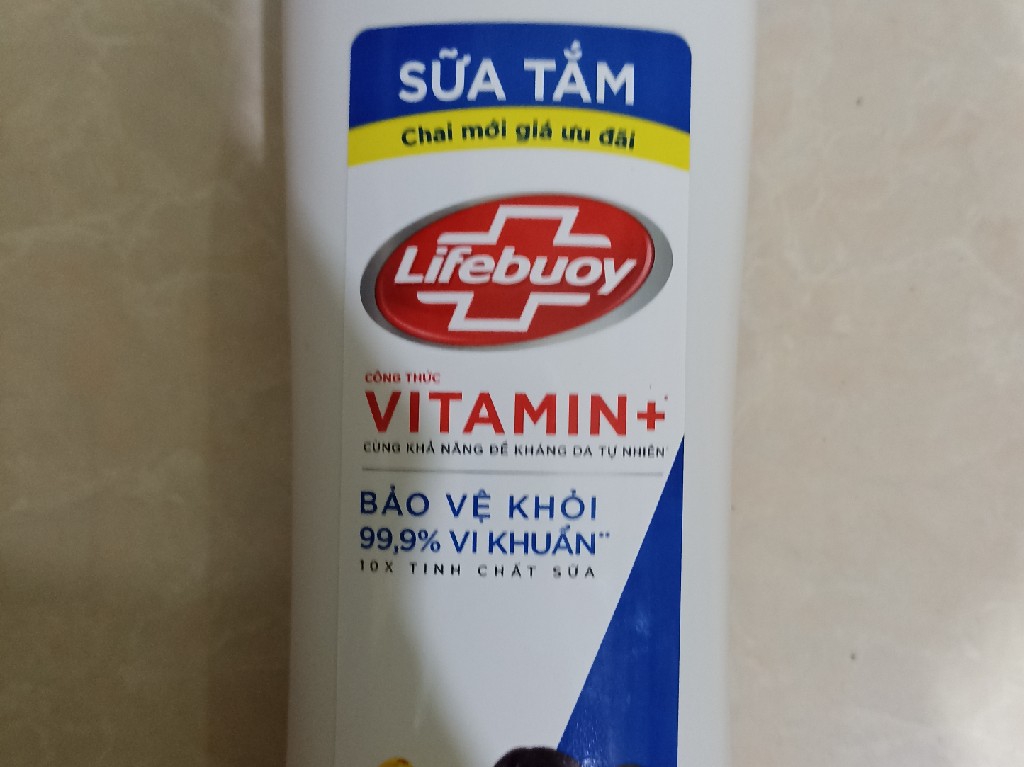 SỮA TẮM
Chai mới giá ưu đãi
Lifebuoy
CÔNG THỨC
VITAMIN+*
CÙNG KHẢ NĂNG ĐỀ KHÁNG DA TỰ NHIÊN*
BẢO VỆ KHỎI
99,9% VI KHUẨN**
10X TINH CHẤT SỮA